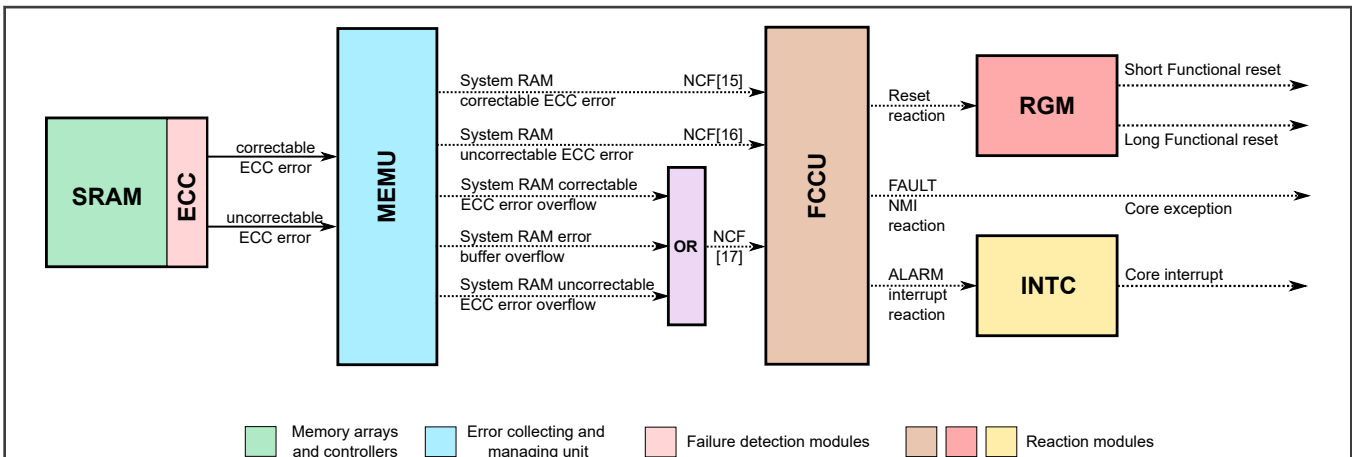 SRAM
ECC
correctable
ECC error
uncorrectable
ECC error
MEMU
System RAM
correctable ECC error
NCF[15]
System RAM
uncorrectable ECC error
NCF[16]
System RAM correctable
ECC error overflow
System RAM error
buffer overflow
System RAM uncorrectable
ECC error overflow
OR
NCF
[17]
FCCU
Reset
reaction
RGM
Short Functional reset
Long Functional reset
FAULT
NMI
reaction
Core exception
ALARM
interrupt
reaction
INTC
Core interrupt
Memory arrays
and controllers
Error collecting and
managing unit
Failure detection modules
Reaction modules